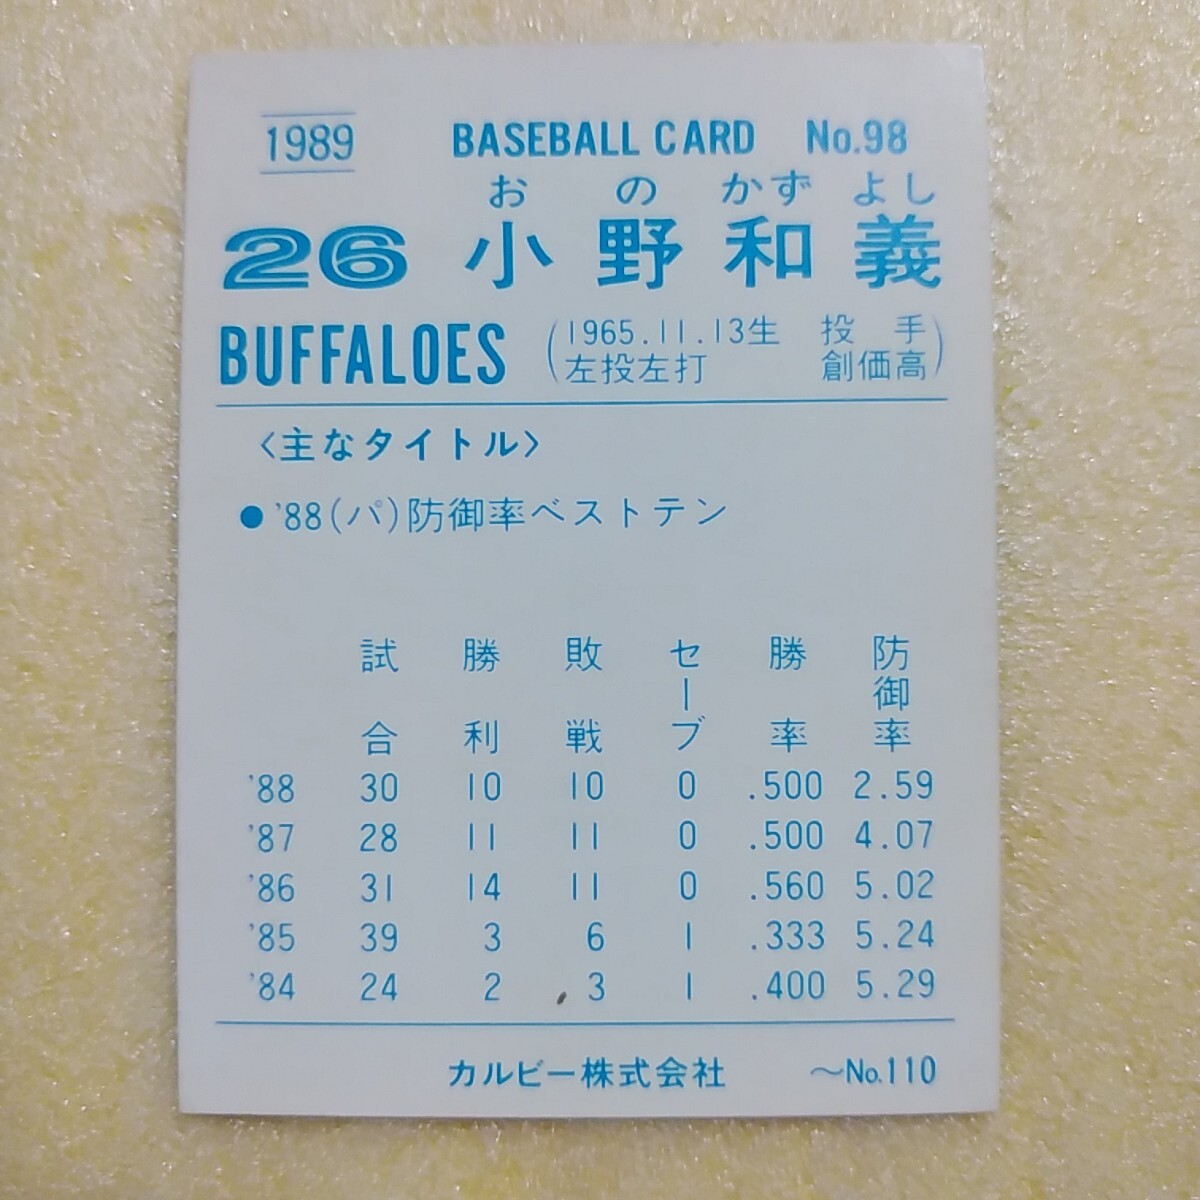 1989 BASEBALL CARD No.98
おの かずよし
26 小野和義
BUFFALOES (1965.11.13生 投手
左投左打 創価高)
〈主なタイトル〉
●'88(パ)防御率ベストテン
試合 勝利 敗戦 セーブ 勝率 防御率
'88 30 10 10 0 .500 2.59
'87 28 11 11 0 .500 4.07
'86 31 14 11 0 .560 5.02
'85 39 3 6 1 .333 5.24
'84 24 2 3 1 .400 5.29
カルビー株式会社 〜No.110